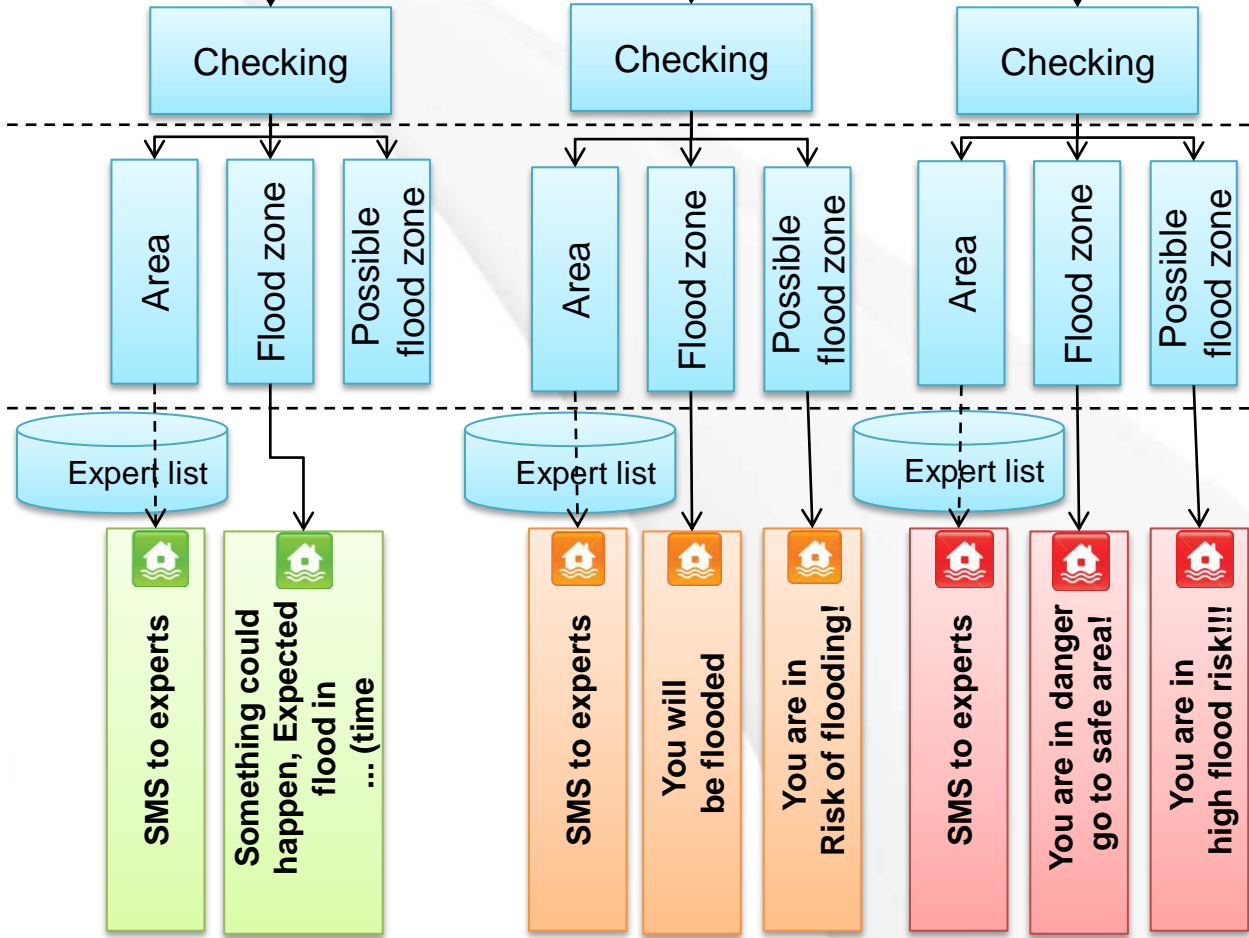 Checking
Checking
Checking
Area
Flood zone
Possible
flood zone
Area
Flood zone
Possible
flood zone
Area
Flood zone
Possible
flood zone
Expert list
Expert list
Expert list
SMS to experts
Something could
happen, Expected
flood in
... (time
SMS to experts
You will
be flooded
You are in
Risk of flooding!
SMS to experts
You are in danger
go to safe area!
You are in
high flood risk!!!